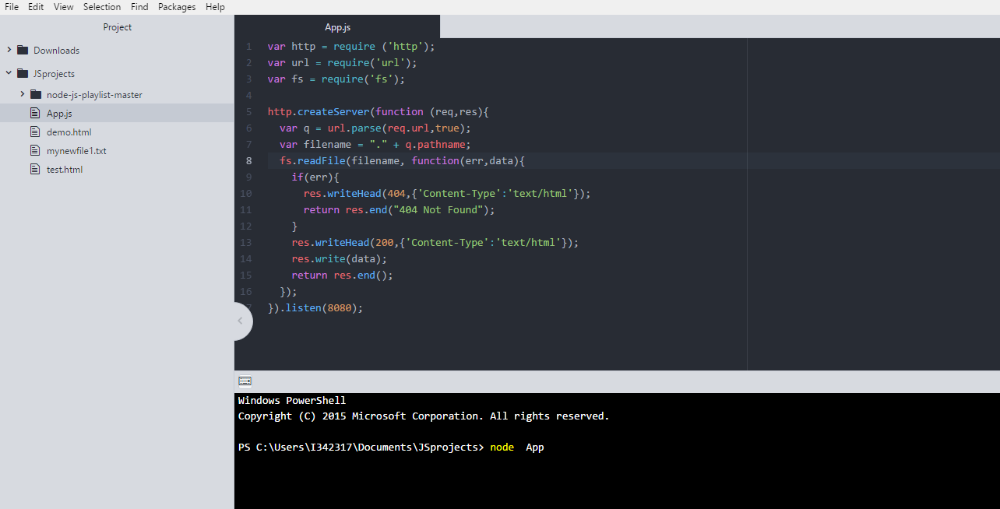 File Edit View Selection Find Packages Help
Project
Downloads
JSprojects
node-js-playlist-master
App.js
demo.html
mynewfile1.txt
test.html
App.js
1 var http = require ('http');
2 var url = require('url');
3 var fs = require('fs');
4
5 http.createServer(function (req,res){
6 var q = url.parse(req.url,true);
7 var filename = "." + q.pathname;
8 fs.readFile(filename, function(err,data){
9 if(err){
10 res.writeHead(404,{'Content-Type':'text/html'});
11 return res.end("404 Not Found");
12 }
13 res.writeHead(200,{'Content-Type':'text/html'});
14 res.write(data);
15 return res.end();
16 });
}).listen(8080);
Windows PowerShell
Copyright (C) 2015 Microsoft Corporation. All rights reserved.
PS C:\Users\I342317\Documents\JSprojects> node  App